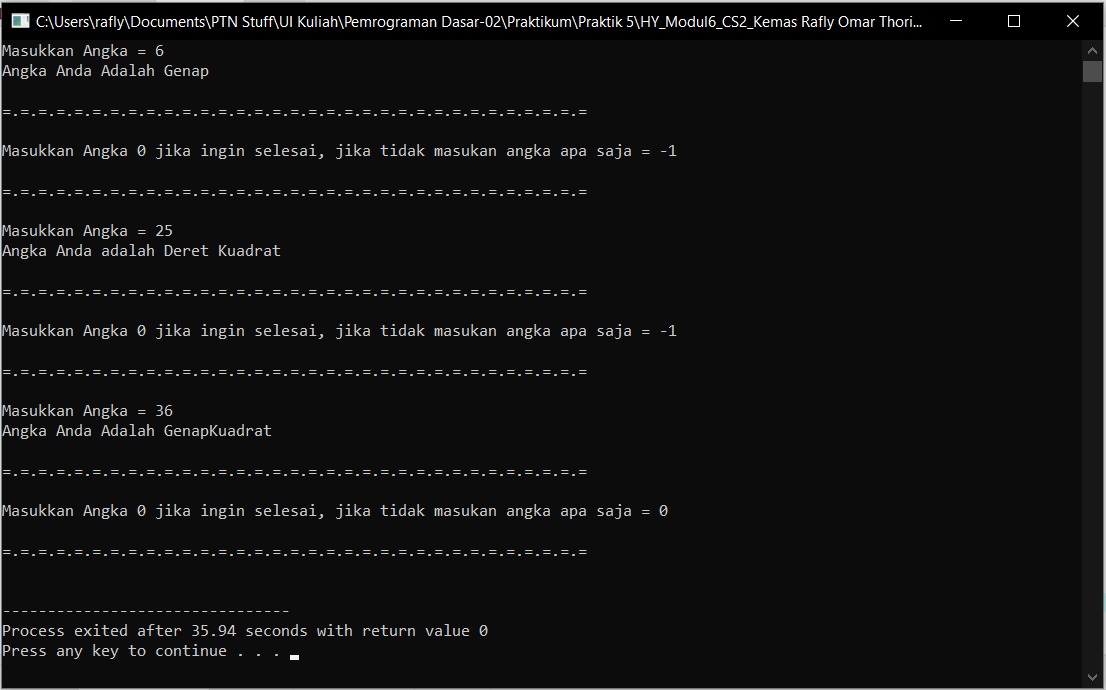 C:\Users\rafly\Documents\PTN Stuff\UI Kuliah\Pemrograman Dasar-02\Praktikum\Praktik 5\HY_Modul6_CS2_Kemas Rafly Omar Thori...
Masukkan Angka = 6
Angka Anda Adalah Genap
=.=.=.=.=.=.=.=.=.=.=.=.=.=.=.=.=.=.=.=.=.=.=.=.=.=.=.=.=.=.=.=.=
Masukkan Angka 0 jika ingin selesai, jika tidak masukan angka apa saja = -1
=.=.=.=.=.=.=.=.=.=.=.=.=.=.=.=.=.=.=.=.=.=.=.=.=.=.=.=.=.=.=.=.=
Masukkan Angka = 25
Angka Anda adalah Deret Kuadrat
=.=.=.=.=.=.=.=.=.=.=.=.=.=.=.=.=.=.=.=.=.=.=.=.=.=.=.=.=.=.=.=.=
Masukkan Angka 0 jika ingin selesai, jika tidak masukan angka apa saja = -1
=.=.=.=.=.=.=.=.=.=.=.=.=.=.=.=.=.=.=.=.=.=.=.=.=.=.=.=.=.=.=.=.=
Masukkan Angka = 36
Angka Anda Adalah GenapKuadrat
=.=.=.=.=.=.=.=.=.=.=.=.=.=.=.=.=.=.=.=.=.=.=.=.=.=.=.=.=.=.=.=.=
Masukkan Angka 0 jika ingin selesai, jika tidak masukan angka apa saja = 0
=.=.=.=.=.=.=.=.=.=.=.=.=.=.=.=.=.=.=.=.=.=.=.=.=.=.=.=.=.=.=.=.=
--------------------------------
Process exited after 35.94 seconds with return value 0
Press any key to continue . . .